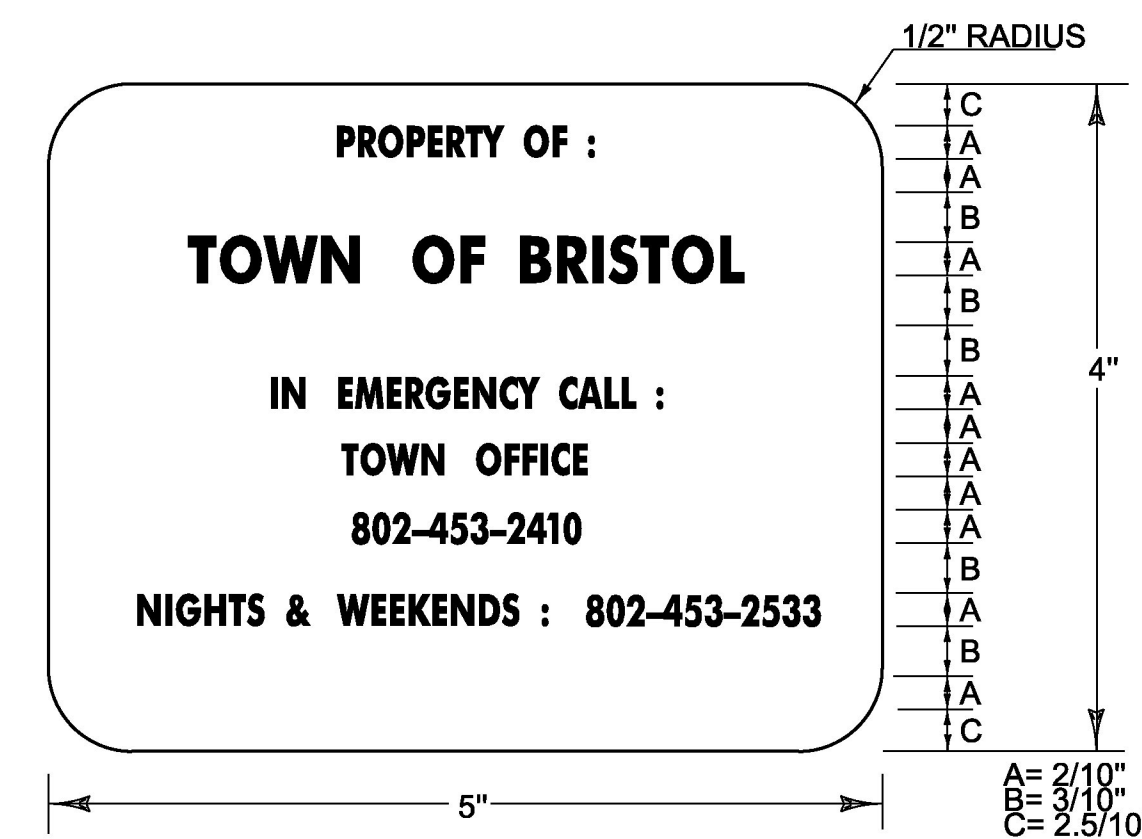 1/2" RADIUS
PROPERTY OF :
TOWN OF BRISTOL
IN EMERGENCY CALL :
TOWN OFFICE
802–453–2410
NIGHTS & WEEKENDS : 802–453–2533
C
A
A
B
A
B
B
A
A
A
A
A
B
A
B
A
C
4"
5"
A= 2/10"
B= 3/10"
C= 2.5/10